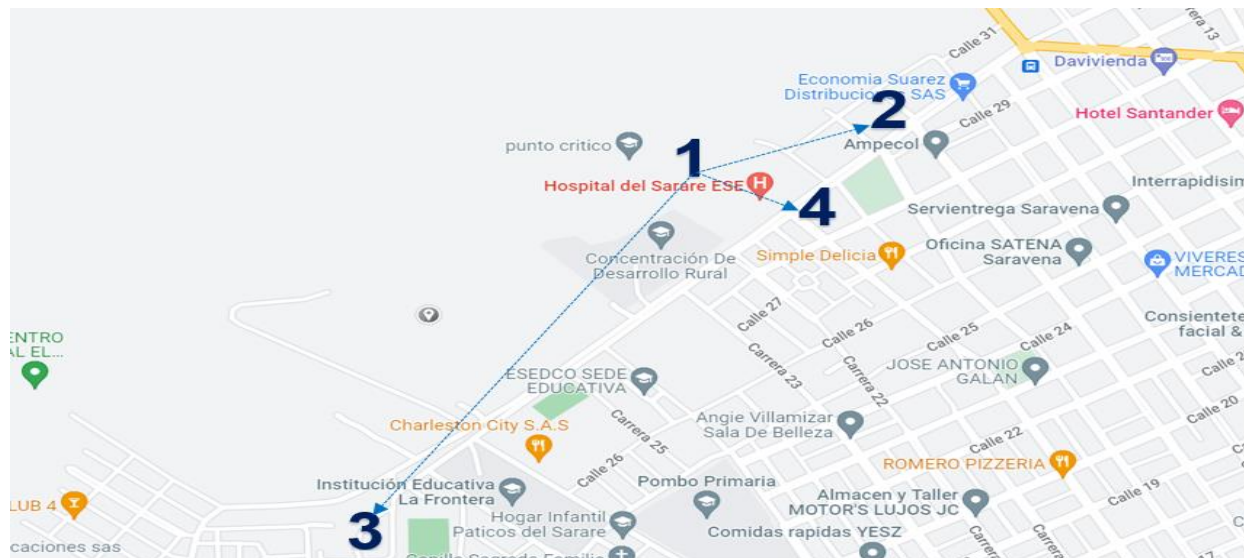 Carrera 13
Calle 31
Davivienda
Economia Suarez
Distribuciones SAS
2
Calle 29
Hotel Santander
punto critico
1
Ampecol
Hospital del Sarare ESE
4
Interrapidisim
Servientrega Saravena
Concentración De
Desarrollo Rural
Simple Delicia
Oficina SATENA
Saravena
VIVERES
MERCAD
Calle 27
Calle 26
Calle 25
Calle 24
Consientete
facial &
ENTRO
AL EL...
Carrera 23
Carrera 22
JOSE ANTONIO
GALAN
Calle 2
ESEDCO SEDE
EDUCATIVA
Calle 20
Charleston City S.A.S
Carrera 25
Angie Villamizar
Sala De Belleza
Calle 22
Calle 26
ROMERO PIZZERIA
Institución Educativa
La Frontera
Pombo Primaria
Calle 19
LUB 4
3
Hogar Infantil
Paticos del Sarare
Almacen y Taller
MOTOR'S LUJOS JC
Comidas rapidas YESZ
caciones sas